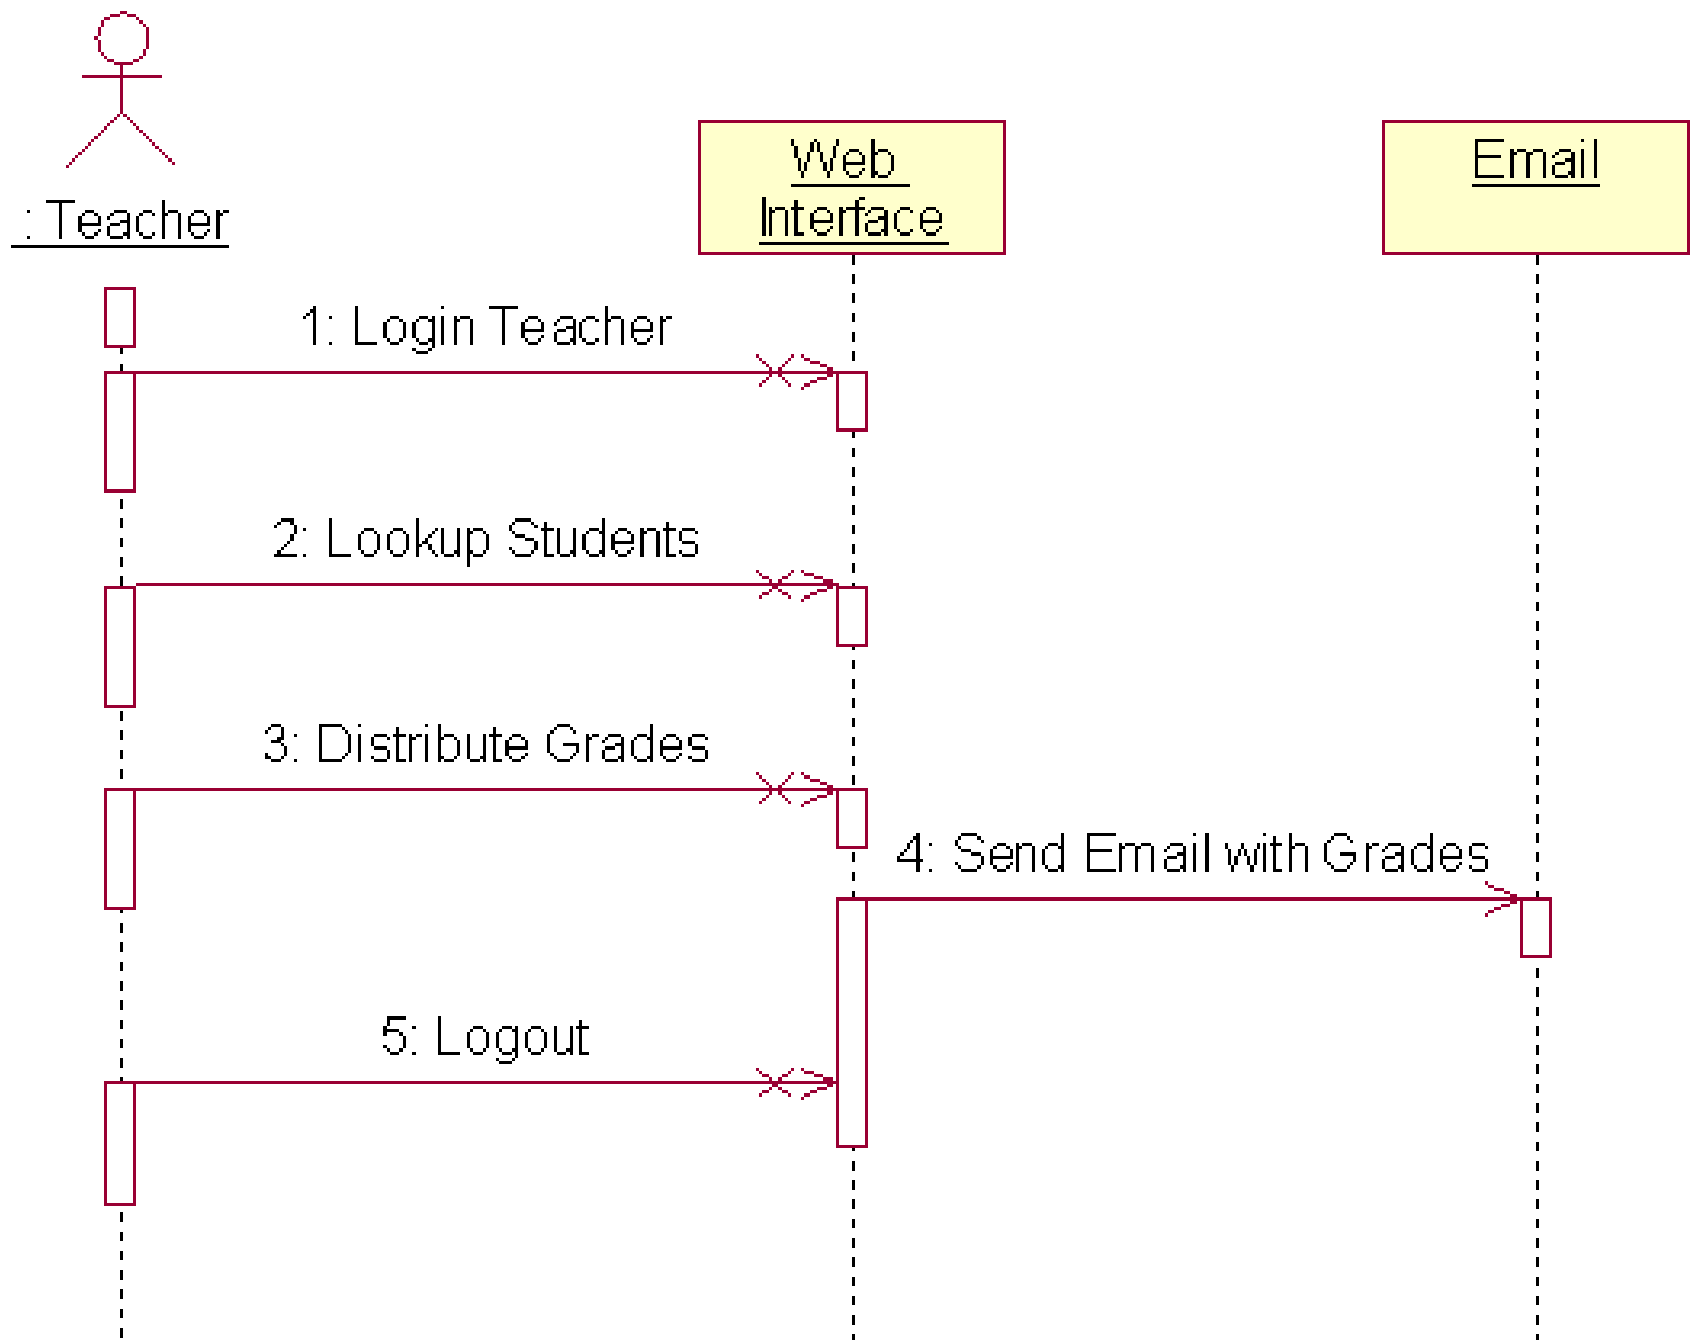 : Teacher
Web
Interface
Email
1: Login Teacher
2: Lookup Students
3: Distribute Grades
4: Send Email with Grades
5: Logout